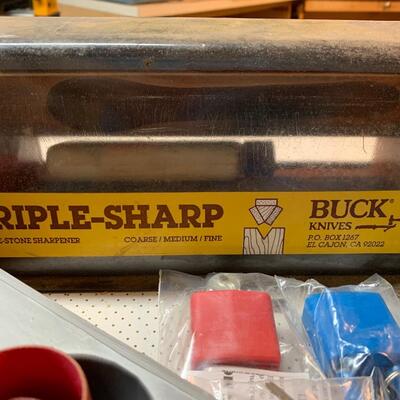 RIPLE-SHARP
E-STONE SHARPENER
COARSE / MEDIUM / FINE
BUCK
KNIVES
P.O. BOX 1267
EL CAJON, CA 92022